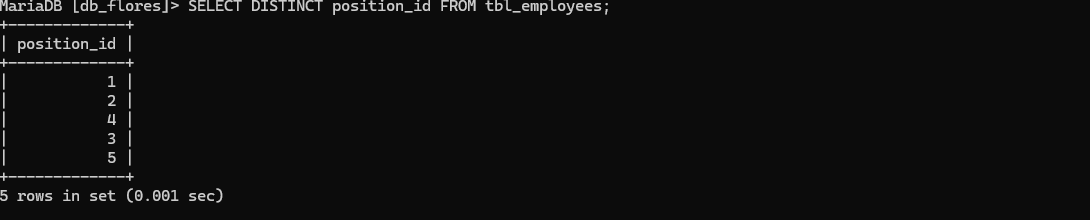 MariaDB [db_flores]> SELECT DISTINCT position_id FROM tbl_employees;
+-------------+
| position_id |
+-------------+
|           1 |
|           2 |
|           4 |
|           3 |
|           5 |
+-------------+
5 rows in set (0.001 sec)